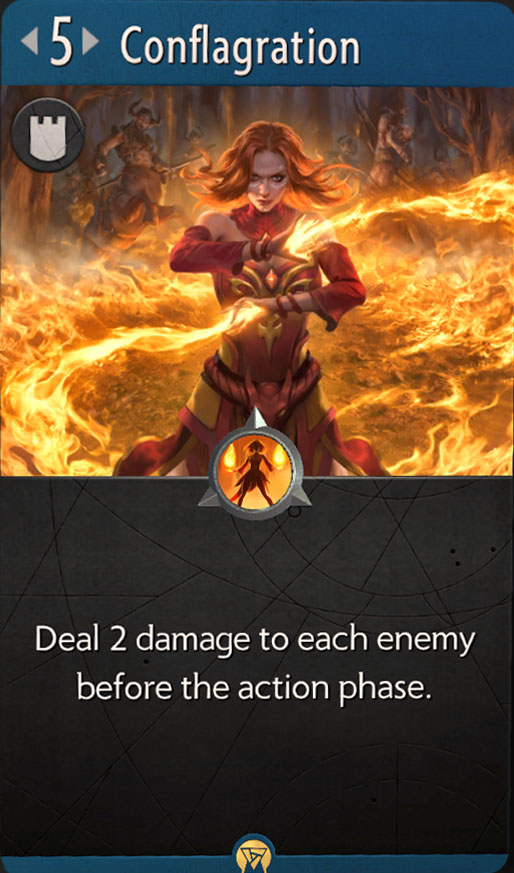 5 Conflagration
Deal 2 damage to each enemy
before the action phase.